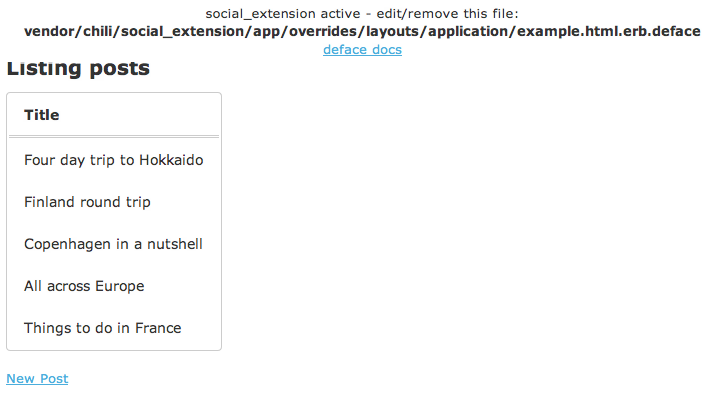 social_extension active - edit/remove this file:
vendor/chili/social_extension/app/overrides/layouts/application/example.html.erb.deface
deface docs
Listing posts
Title
Four day trip to Hokkaido
Finland round trip
Copenhagen in a nutshell
All across Europe
Things to do in France
New Post